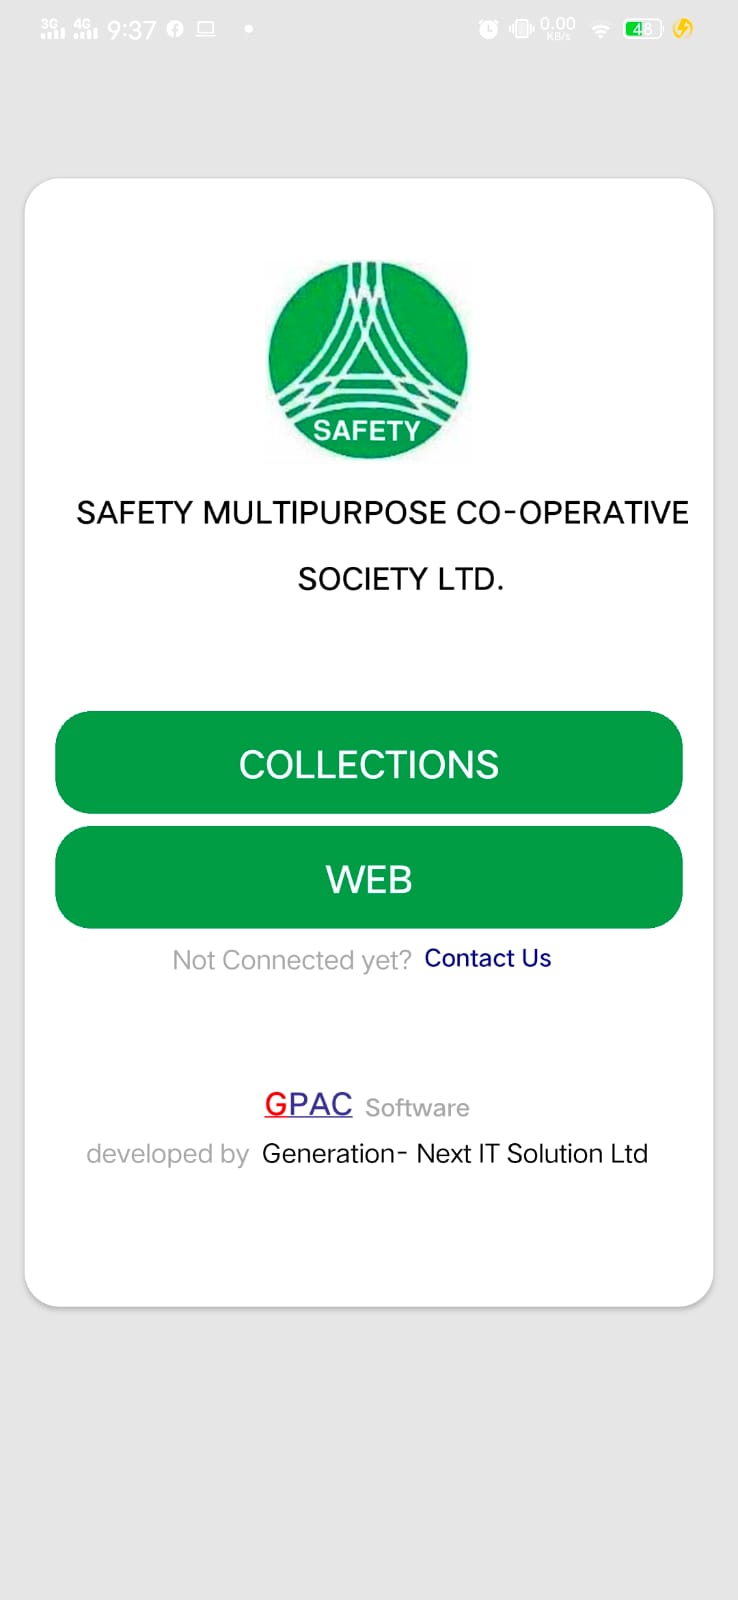 3G 4G 9:37 0.00 KB/s 48
SAFETY
SAFETY MULTIPURPOSE CO-OPERATIVE
SOCIETY LTD.
COLLECTIONS
WEB
Not Connected yet? Contact Us
GPAC Software
developed by Generation- Next IT Solution Ltd